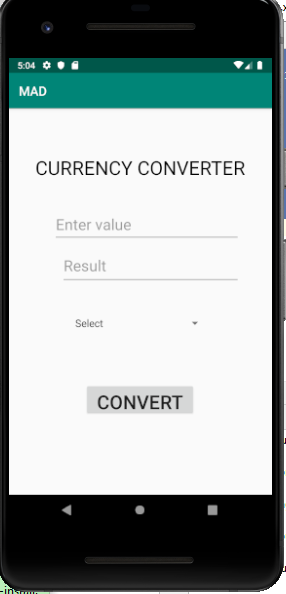 5:04
MAD
CURRENCY CONVERTER
Enter value
Result
Select
CONVERT